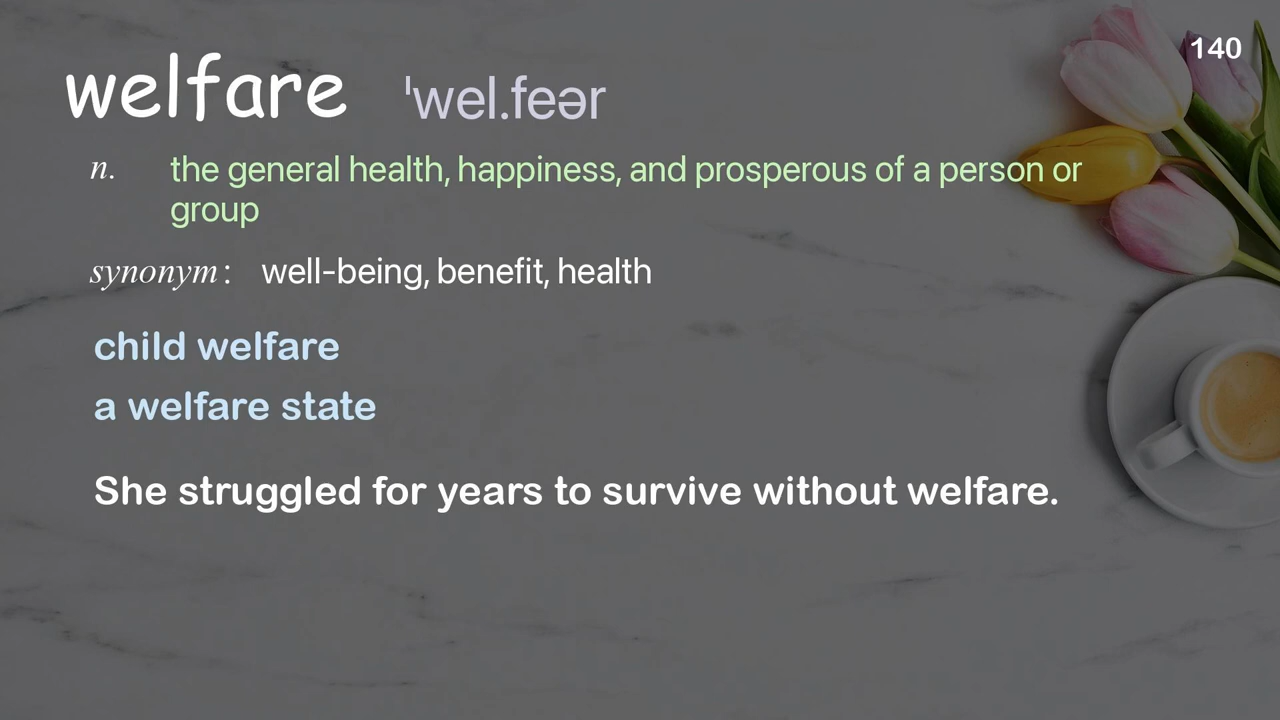 140
welfare ˈwel.feər
n. the general health, happiness, and prosperous of a person or
group
synonym: well-being, benefit, health
child welfare
a welfare state
She struggled for years to survive without welfare.